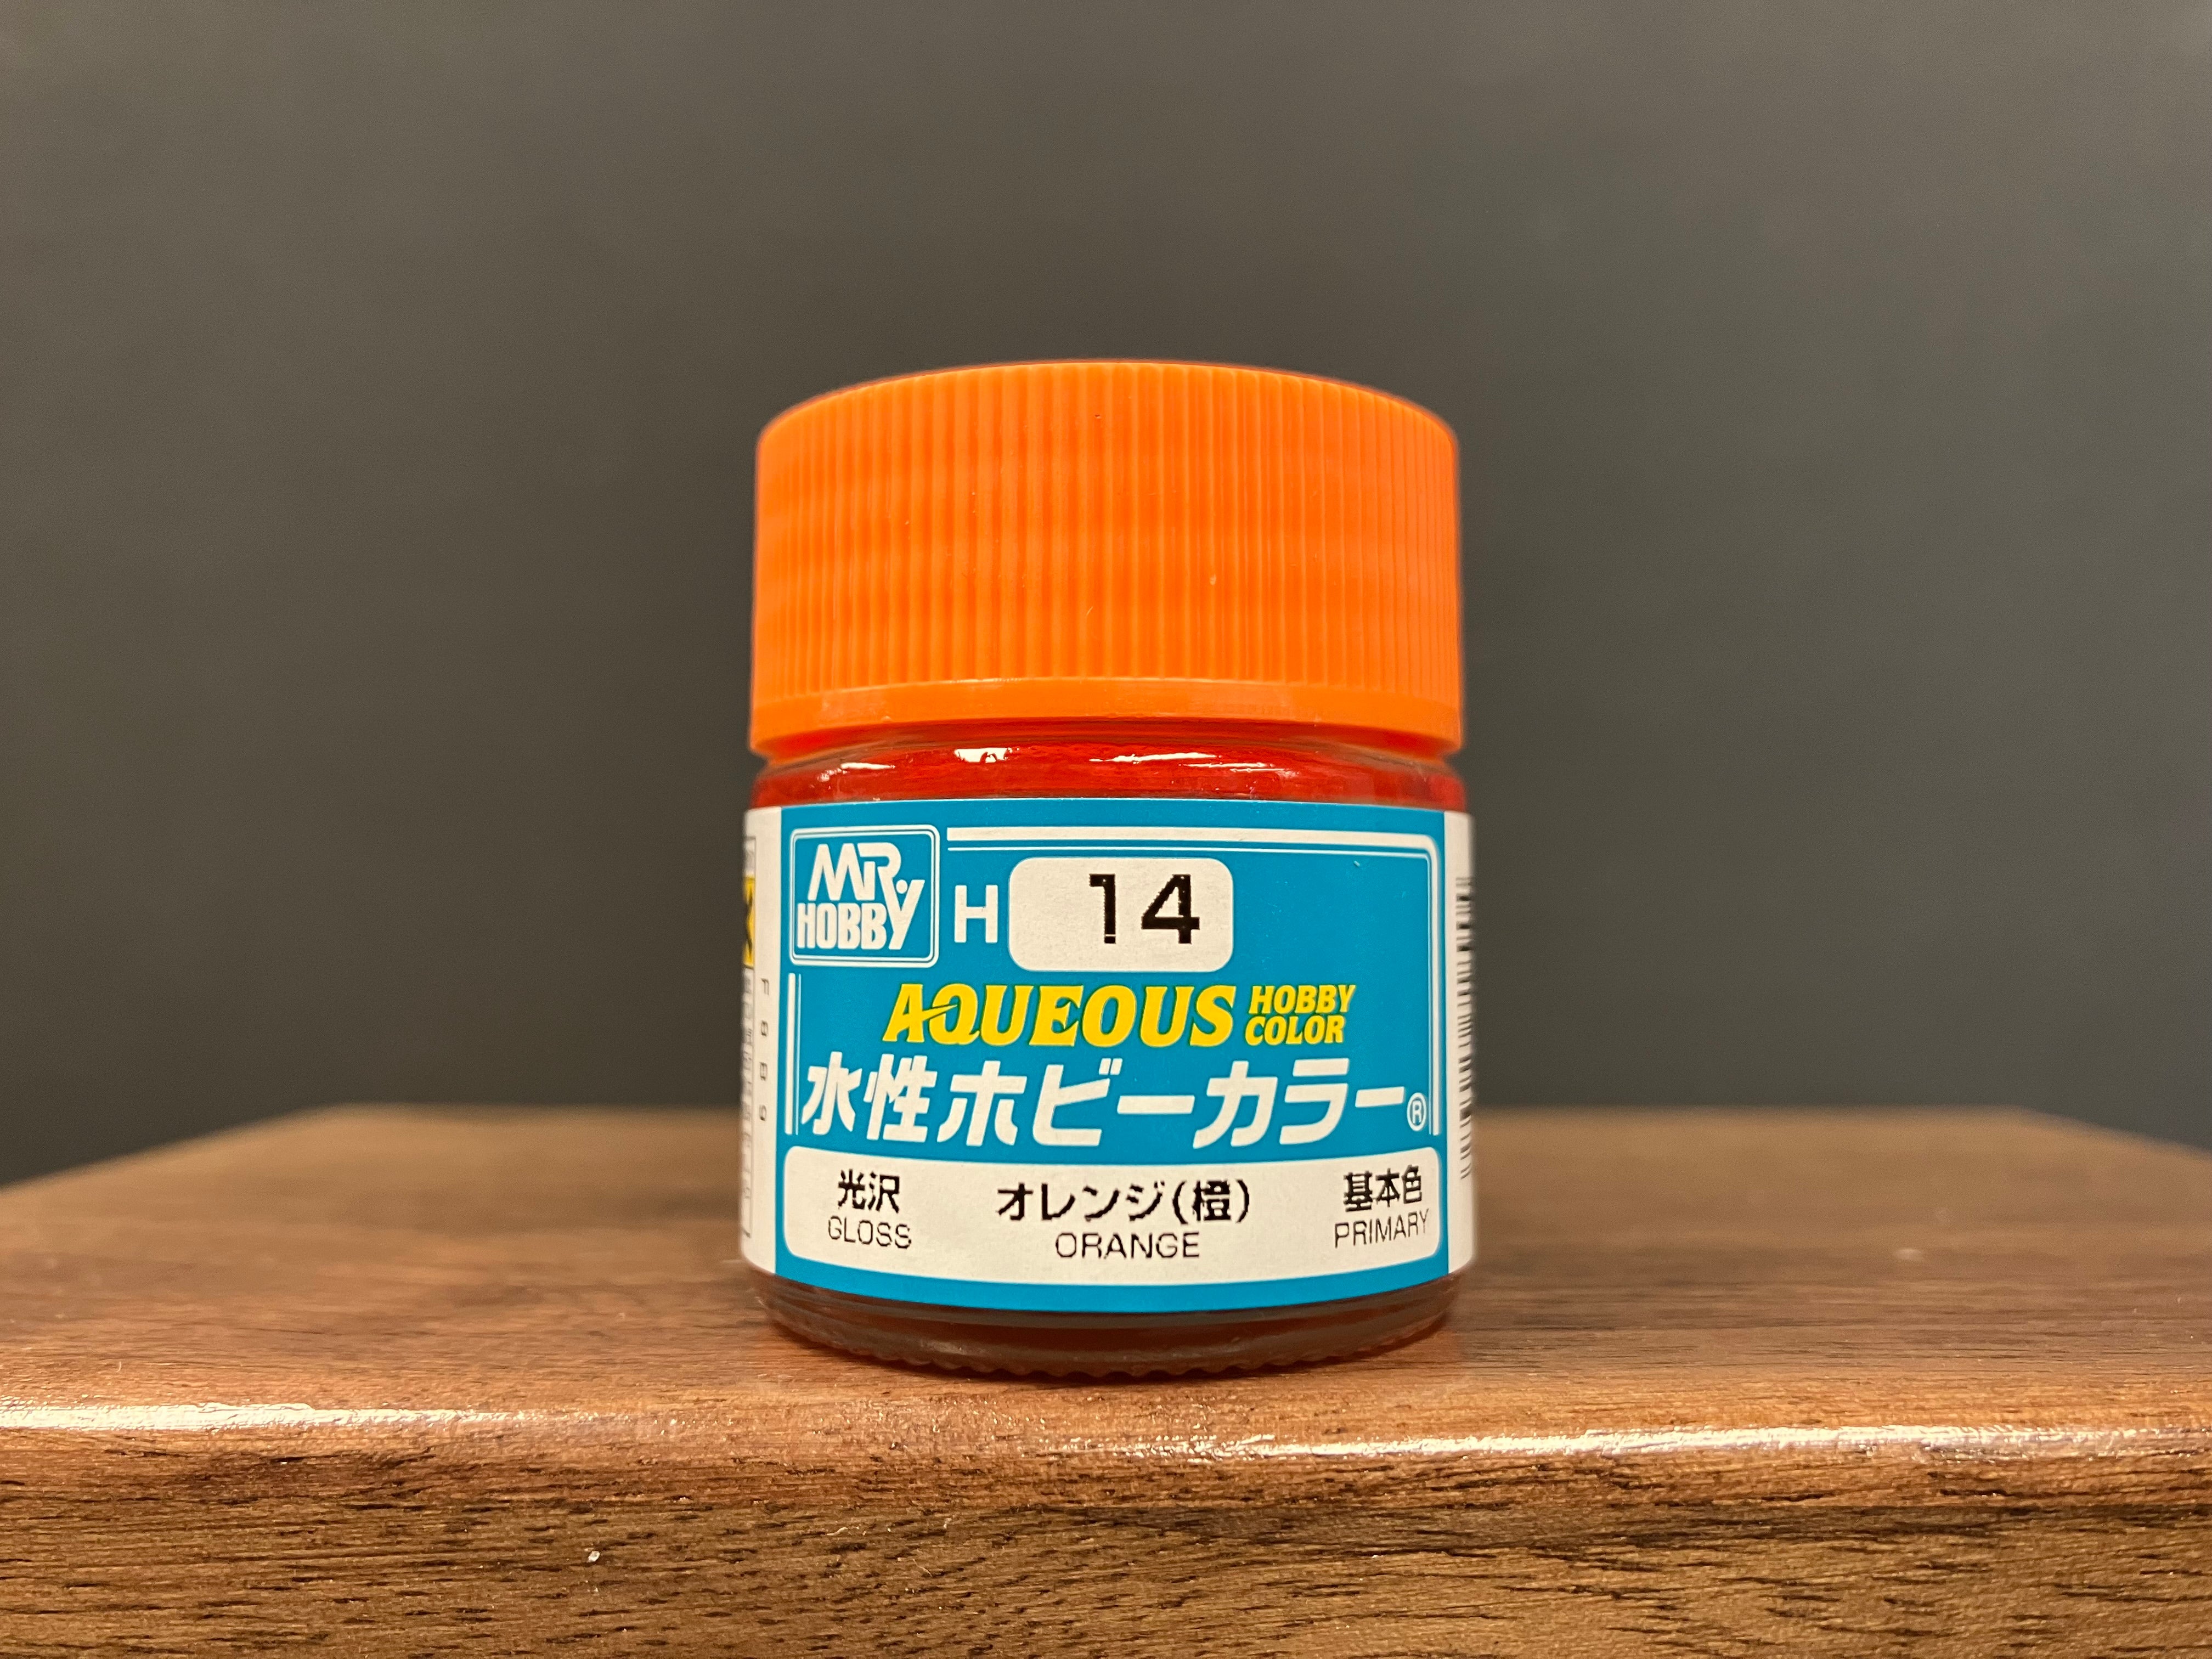 MR. HOBBY
H 14
AQUEOUS HOBBY COLOR
水性ホビーカラー®
光沢 オレンジ(橙) 基本色
GLOSS ORANGE PRIMARY